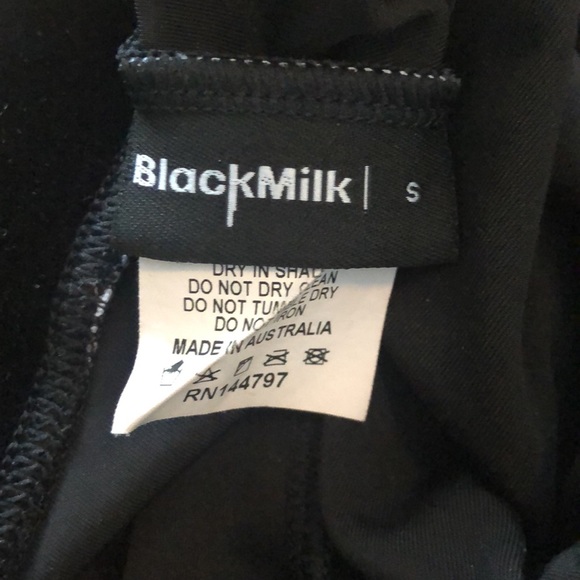 BlackMilk | S
DRY IN SHADE
DO NOT DRY CLEAN
DO NOT TUMBLE DRY
DO NOT IRON
MADE IN AUSTRALIA
RN144797